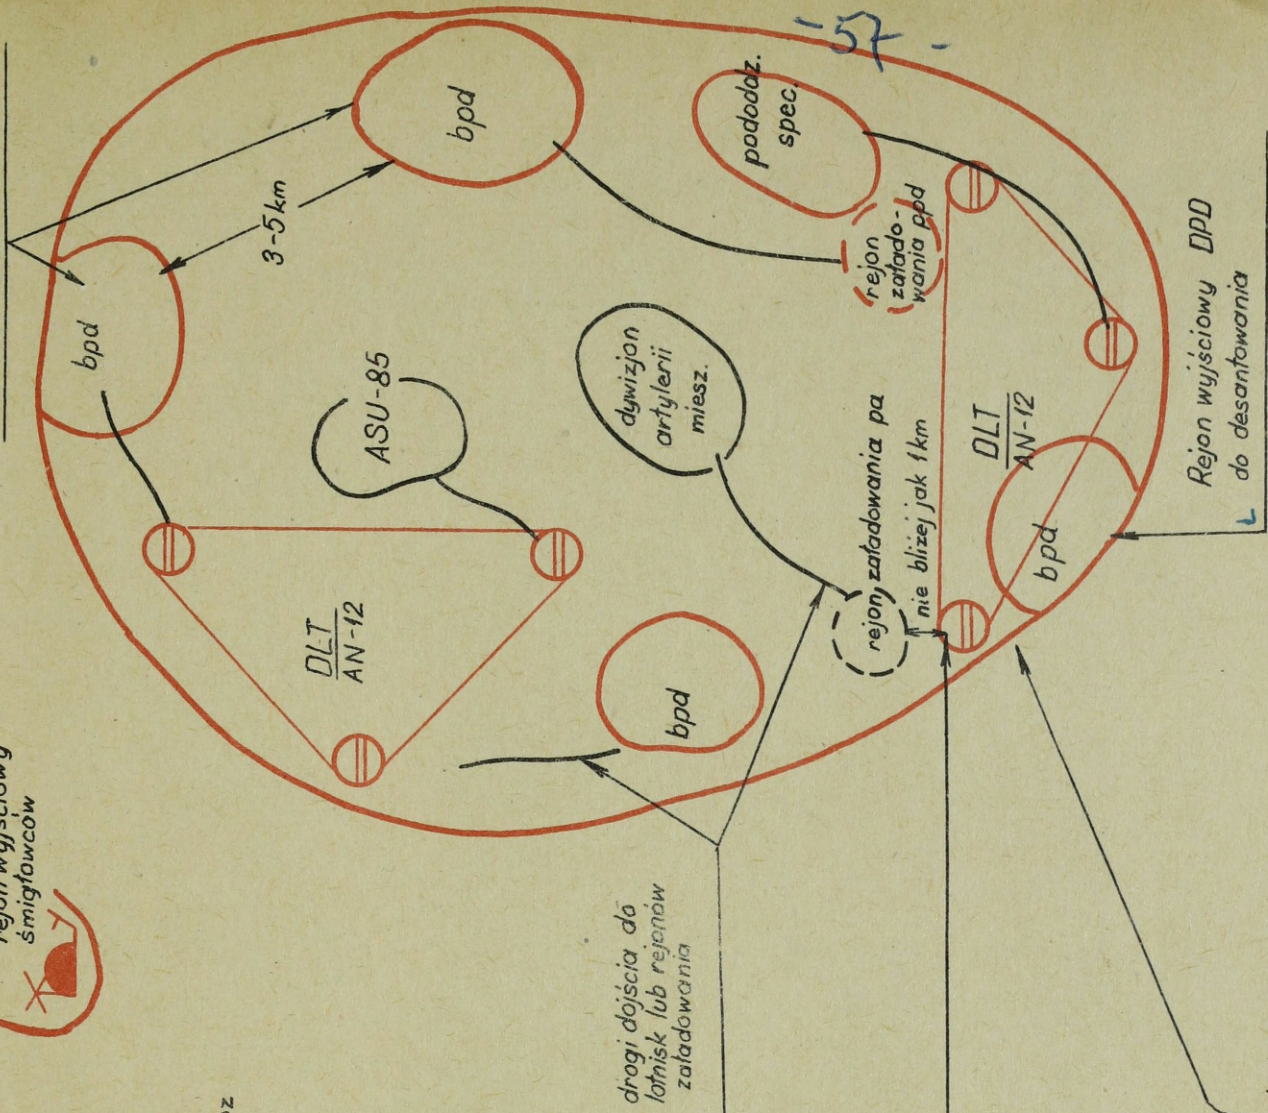 -57-
bpd
pododdz.
spec.
3-5km
bpd
rejon
załado-
wania ppd
ASU-85
dywizjon
artylerii
miesz.
Rejon wyjściowy DPD
do desantowania
DLT
AN-12
rejon załadowania pa
nie bliżej jak 1km
bpd
DLT
AN-12
bpd
rejon wyjściowy
śmigłowców
drogi dojścia do
lotnisk lub rejonów
załadowania